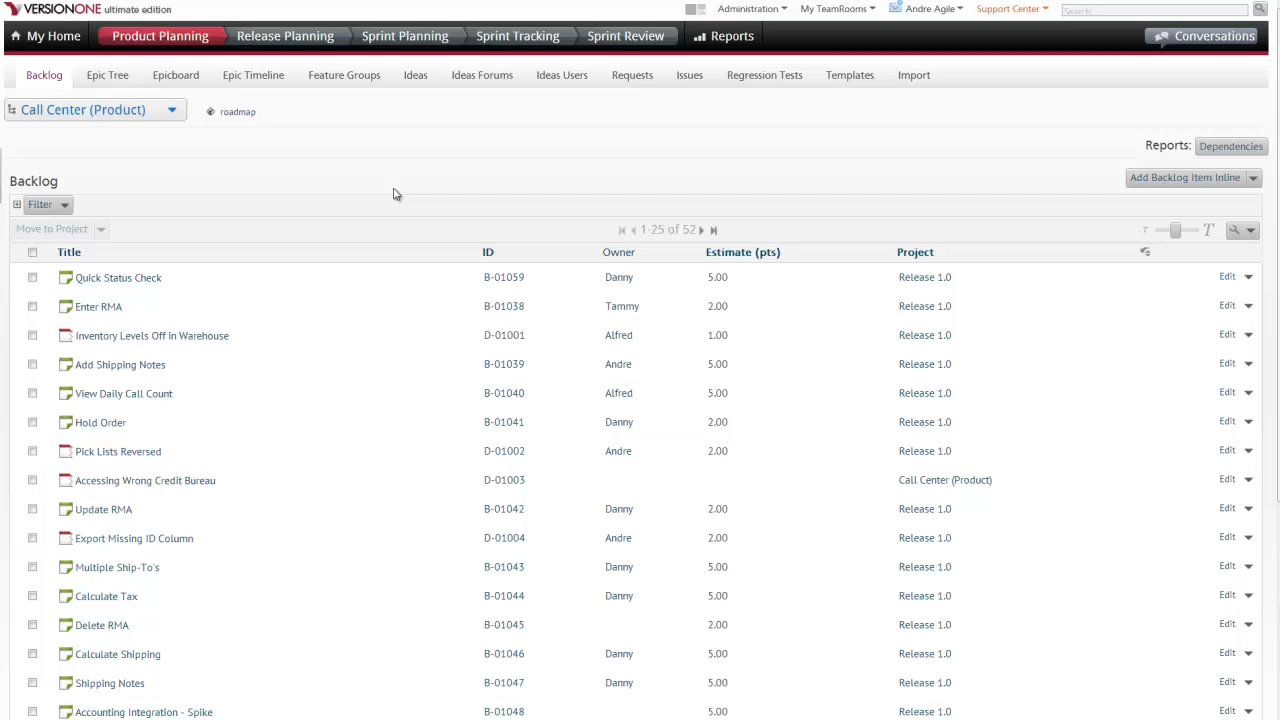 VERSIONONE ultimate edition
Administration My TeamRooms Andre Agile Support Center Search
My Home Product Planning Release Planning Sprint Planning Sprint Tracking Sprint Review Reports Conversations
Backlog Epic Tree Epicboard Epic Timeline Feature Groups Ideas Ideas Forums Ideas Users Requests Issues Regression Tests Templates Import
Call Center (Product) roadmap
Reports: Dependencies
Backlog Add Backlog Item Inline
Filter
Move to Project 1-25 of 52 T T
Title ID Owner Estimate (pts) Project
Quick Status Check B-01059 Danny 5.00 Release 1.0 Edit
Enter RMA B-01038 Tammy 2.00 Release 1.0 Edit
Inventory Levels Off in Warehouse D-01001 Alfred 1.00 Release 1.0 Edit
Add Shipping Notes B-01039 Andre 5.00 Release 1.0 Edit
View Daily Call Count B-01040 Alfred 5.00 Release 1.0 Edit
Hold Order B-01041 Danny 2.00 Release 1.0 Edit
Pick Lists Reversed D-01002 Andre 2.00 Release 1.0 Edit
Accessing Wrong Credit Bureau D-01003 Call Center (Product) Edit
Update RMA B-01042 Danny 2.00 Release 1.0 Edit
Export Missing ID Column D-01004 Andre 2.00 Release 1.0 Edit
Multiple Ship-To's B-01043 Danny 5.00 Release 1.0 Edit
Calculate Tax B-01044 Danny 5.00 Release 1.0 Edit
Delete RMA B-01045 2.00 Release 1.0 Edit
Calculate Shipping B-01046 Danny 5.00 Release 1.0 Edit
Shipping Notes B-01047 Danny 5.00 Release 1.0 Edit
Accounting Integration - Spike B-01048 5.00 Release 1.0 Edit